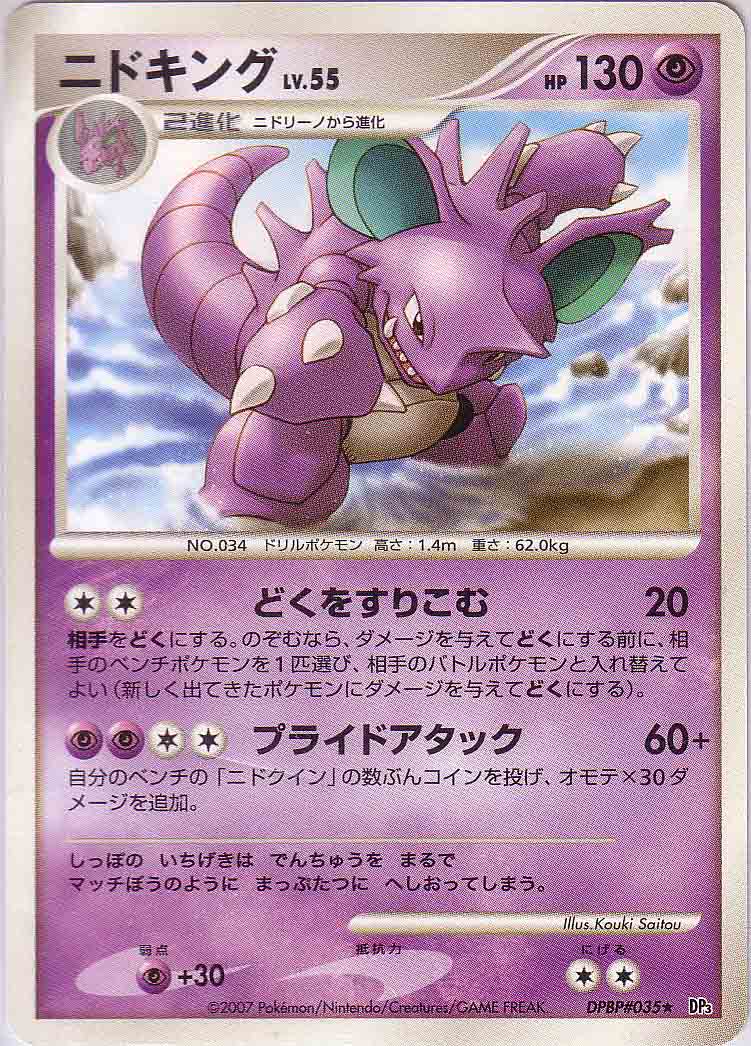 ニドキング LV.55 HP 130
2進化 ニドリーノから進化
NO.034 ドリルポケモン 高さ：1.4m 重さ：62.0kg
どくをすりこむ 20
相手をどくにする。のぞむなら、ダメージを与えてどくにする前に、相
手のベンチポケモンを1匹選び、相手のバトルポケモンと入れ替えて
よい（新しく出てきたポケモンにダメージを与えてどくにする）。
プライドアタック 60+
自分のベンチの「ニドクイン」の数ぶんコインを投げ、オモテ×30ダ
メージを追加。
しっぽの いちげきは でんちゅうを まるで
マッチぼうのように まっぷたつに へしおってしまう。
Illus.Kouki Saitou
弱点 抵抗力 にげる
+30
©2007 Pokémon/Nintendo/Creatures/GAME FREAK. DPBP#035★ DP3